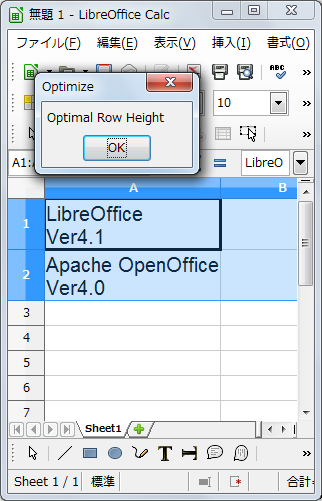 無題 1 - LibreOffice Calc
ファイル(F) 編集(E) 表示(V) 挿入(I) 書式(O) »
ABC »
Optimize
Optimal Row Height
OK
10 »
»
A1: LibreO
A B
1 LibreOffice
Ver4.1
2 Apache OpenOffice
Ver4.0
3
4
5
6
7
Sheet1
T »
Sheet 1 / 1 標準 * 合計=